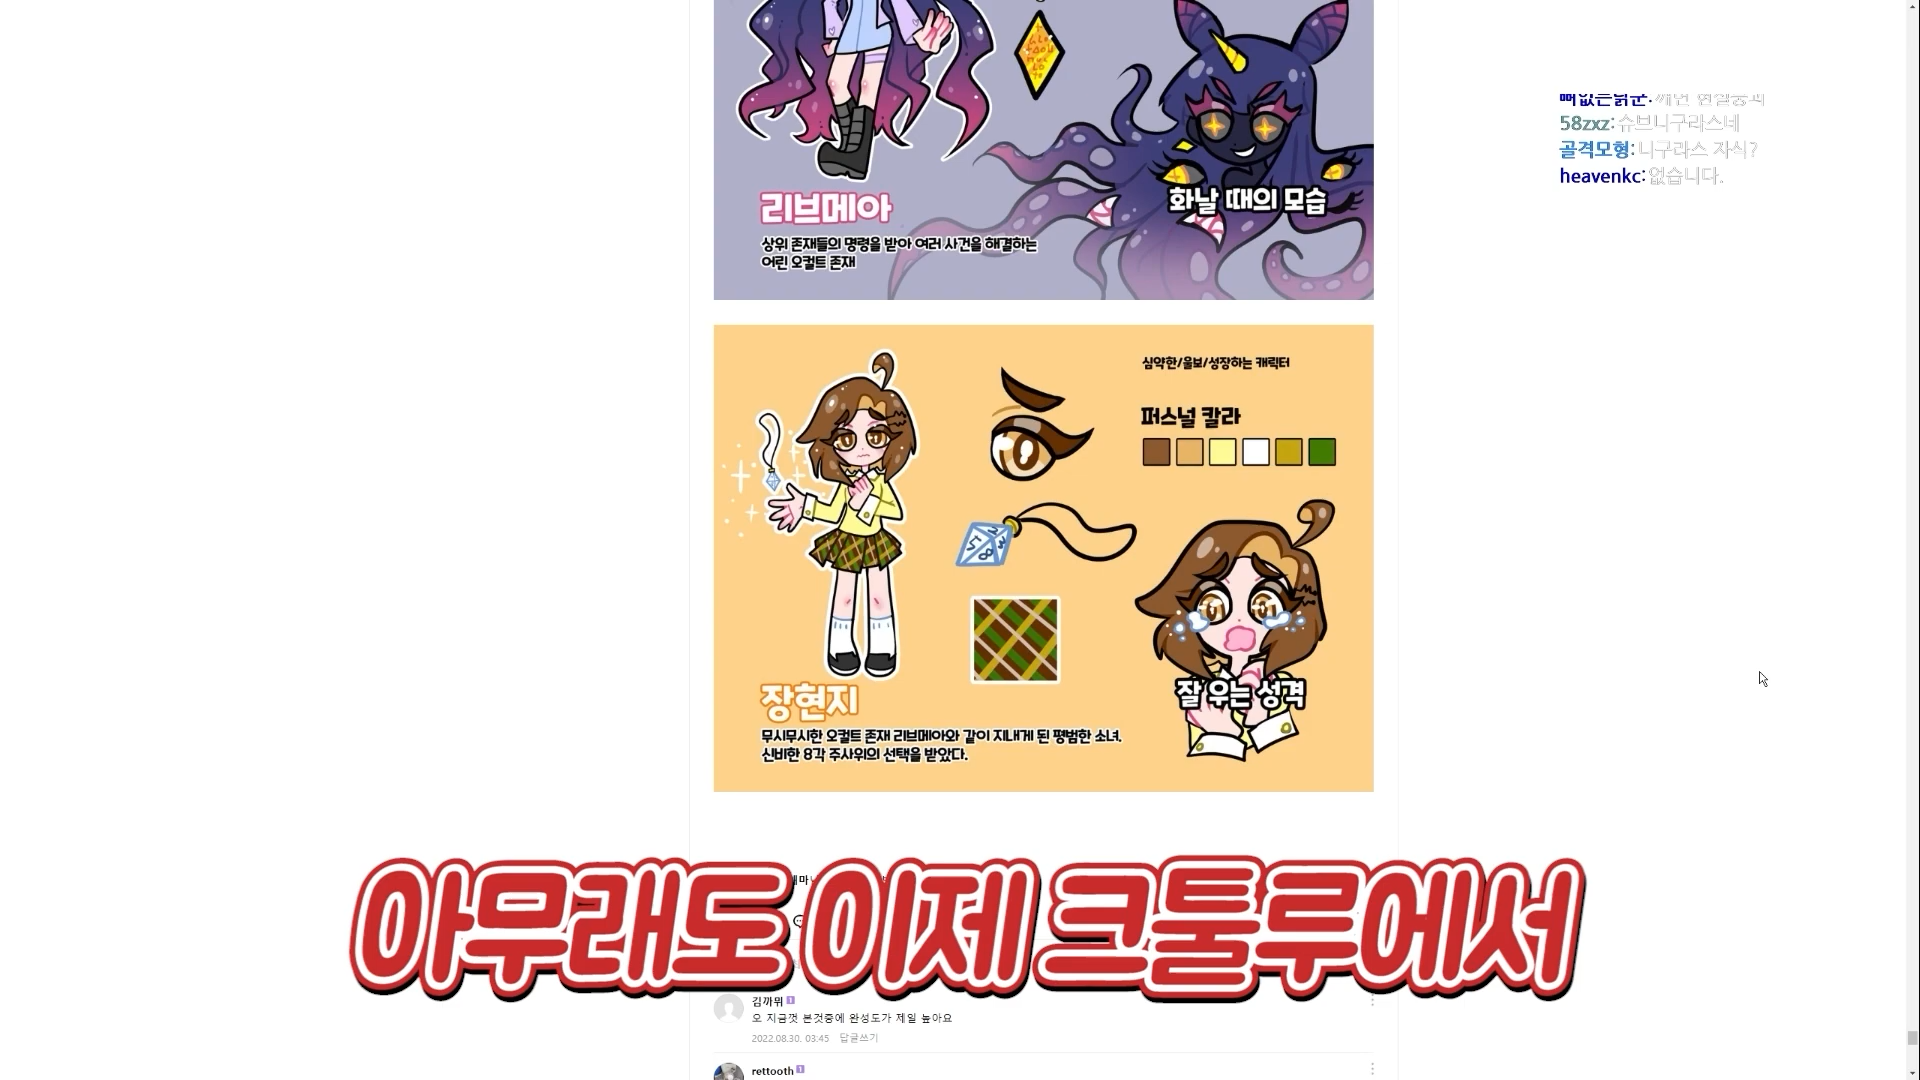 58zxz: 슈브니구라스네
골격모형: 니구라스 자식?
heavenkc: 없습니다.
리브메아
상위 존재들의 명령을 받아 여러 사건을 해결하는
어린 오컬트 존재
화날 때의 모습
심약한/울보/성장하는 캐릭터
퍼스널 칼라
5 8 3
잘 우는 성격
장현지
무시무시한 오컬트 존재 리브메아와 같이 지내게 된 평범한 소녀.
신비한 8각 주사위의 선택을 받았다.
아무래도 이제 크툴루에서
김까뮈 1
오 지금껏 본것중에 완성도가 제일 높아요
2022.08.30. 03:45 답글쓰기
rettooth 1